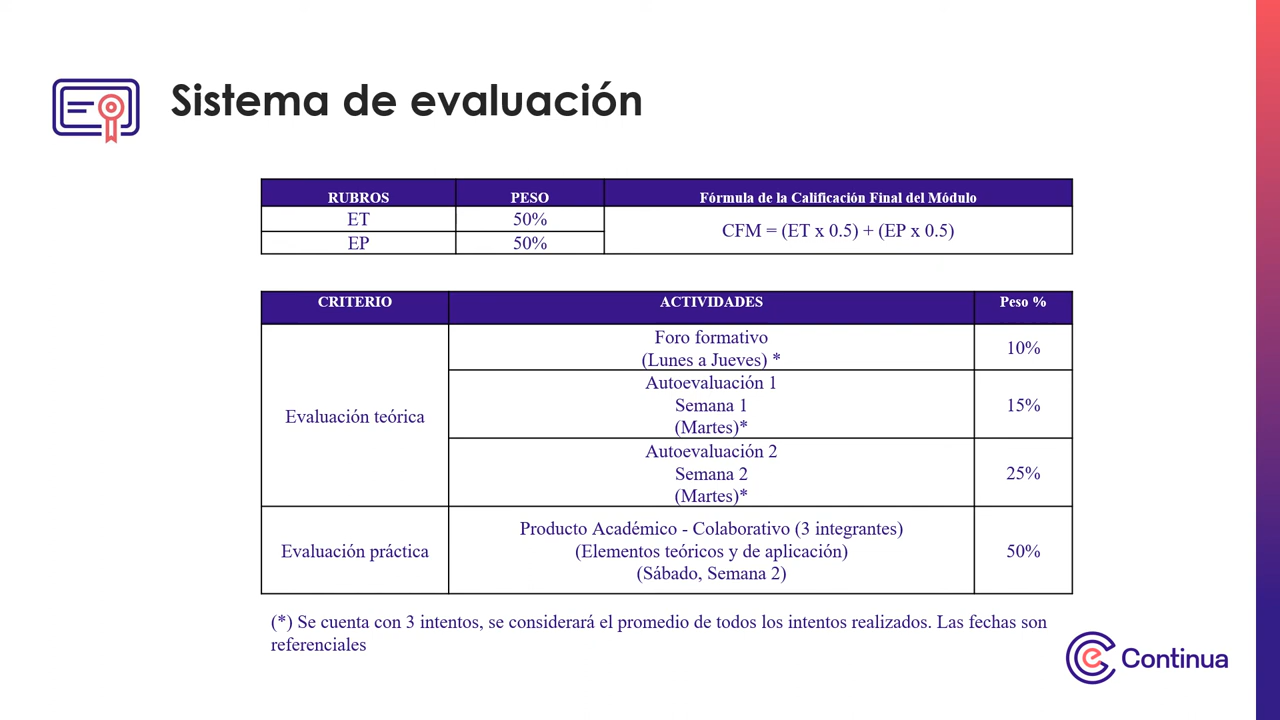 Sistema de evaluación
RUBROS PESO Fórmula de la Calificación Final del Módulo
ET 50%
CFM = (ET x 0.5) + (EP x 0.5)
EP 50%
CRITERIO ACTIVIDADES Peso %
Evaluación teórica
Foro formativo
(Lunes a Jueves) *
10%
Autoevaluación 1
Semana 1
(Martes)*
15%
Autoevaluación 2
Semana 2
(Martes)*
25%
Evaluación práctica
Producto Académico - Colaborativo (3 integrantes)
(Elementos teóricos y de aplicación)
(Sábado, Semana 2)
50%
(*) Se cuenta con 3 intentos, se considerará el promedio de todos los intentos realizados. Las fechas son
referenciales
e Continua